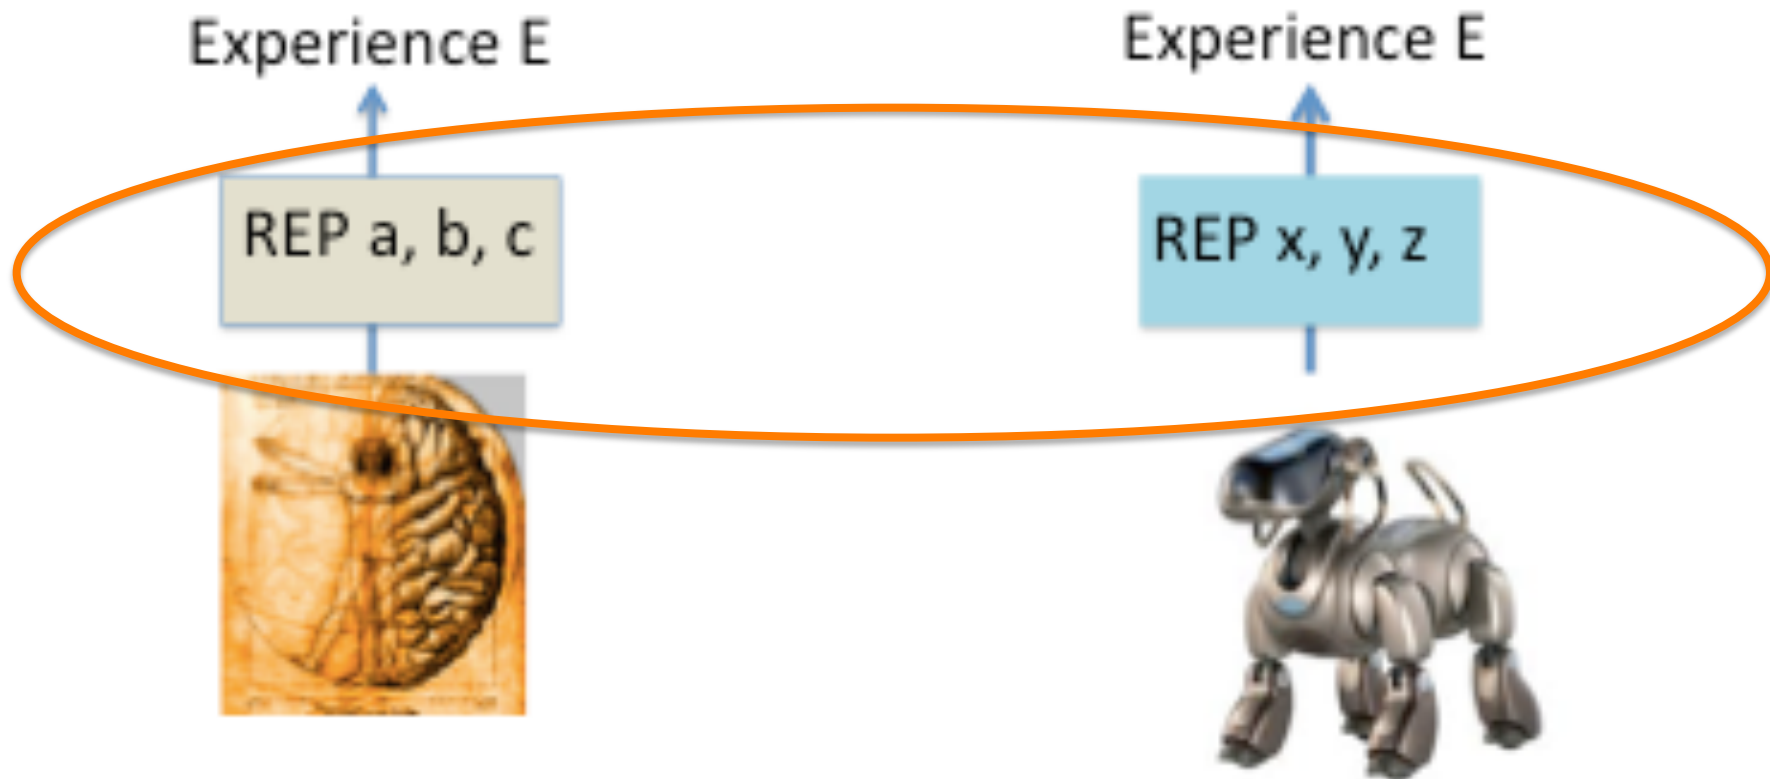 Experience E
Experience E
REP a, b, c
REP x, y, z